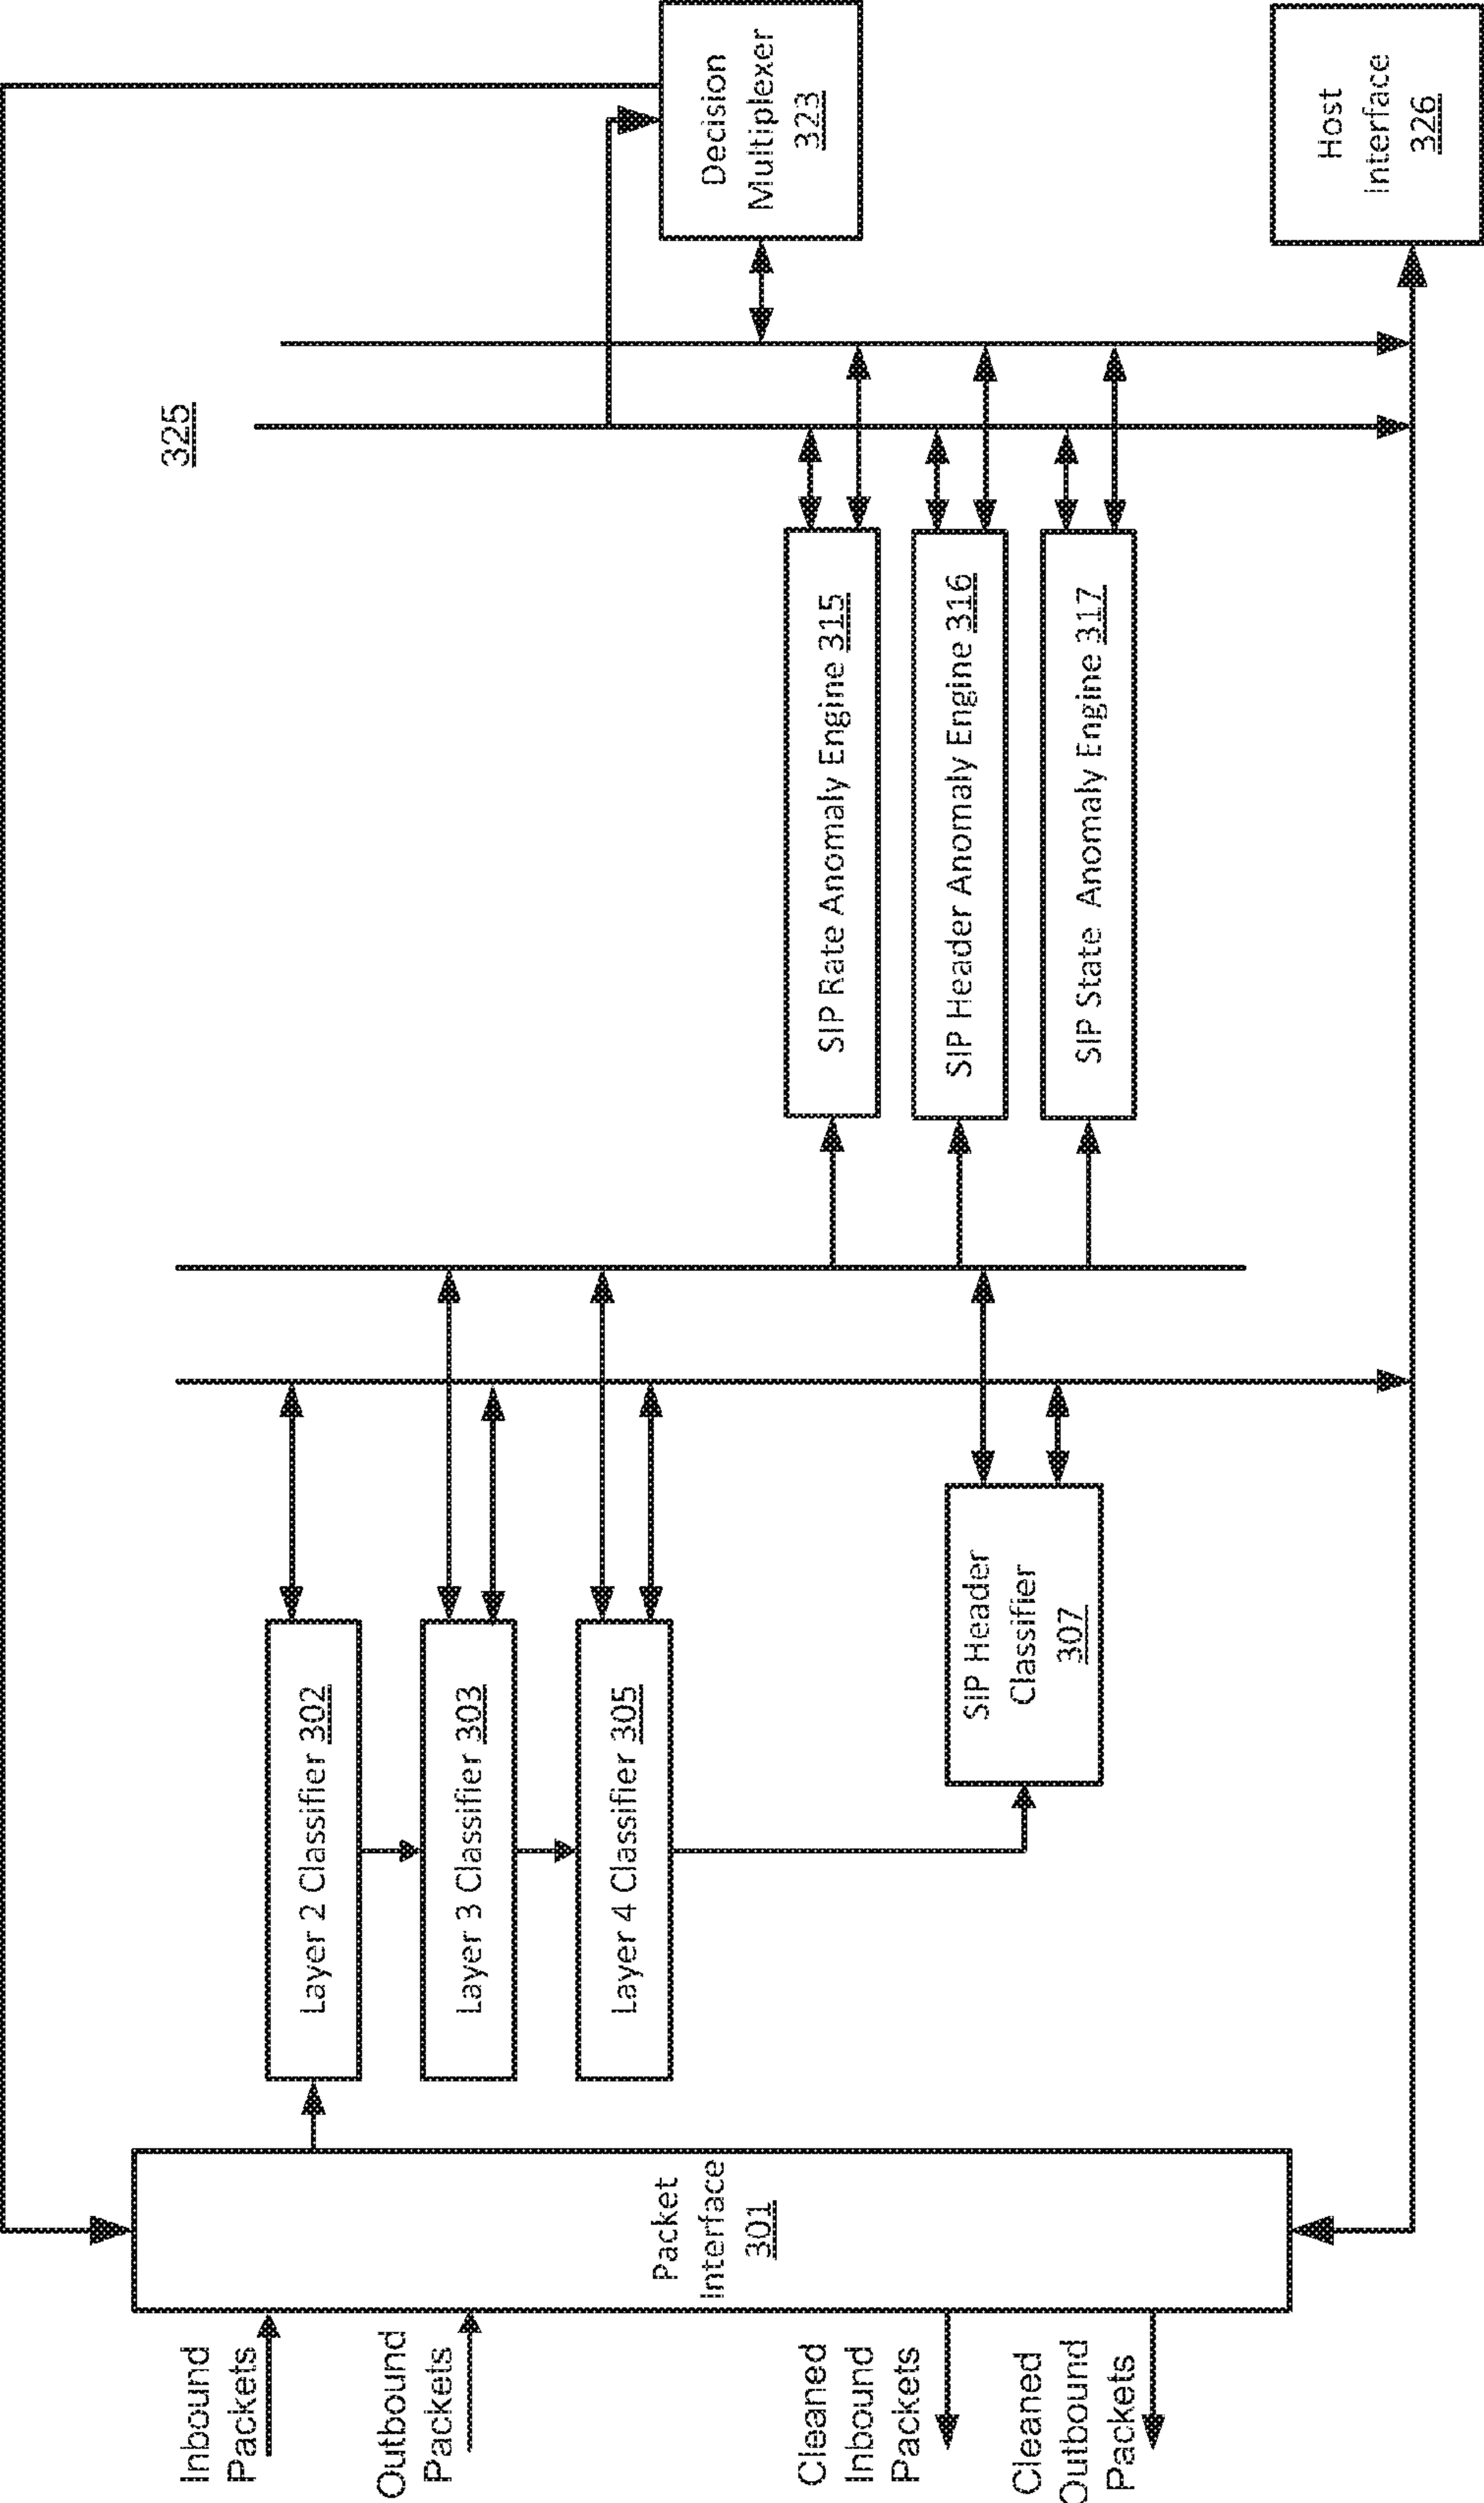 325
Inbound
Packets
Outbound
Packets
Cleaned
Inbound
Packets
Cleaned
Outbound
Packets
Packet
Interface
301
Layer 2 Classifier 302
Layer 3 Classifier 303
Layer 4 Classifier 305
SIP Header
Classifier
307
SIP Rate Anomaly Engine 315
SIP Header Anomaly Engine 316
SIP State Anomaly Engine 317
Decision
Multiplexer
323
Host
Interface
326